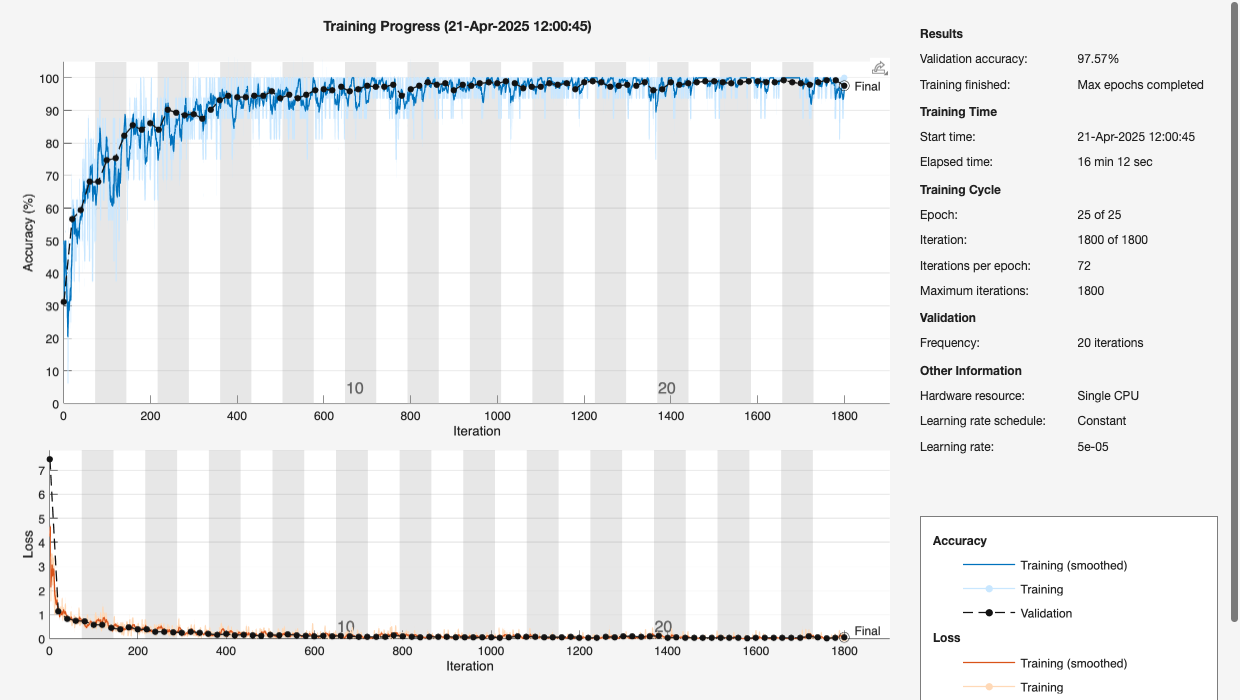 Training Progress (21-Apr-2025 12:00:45)
100
90
80
70
60
50
40
30
20
10
0
Accuracy (%)
Final
10
20
0 200 400 600 800 1000 1200 1400 1600 1800
Iteration
7
6
5
4
3
2
1
0
Loss
Final
10
20
0 200 400 600 800 1000 1200 1400 1600 1800
Iteration
Results
Validation accuracy: 97.57%
Training finished: Max epochs completed
Training Time
Start time: 21-Apr-2025 12:00:45
Elapsed time: 16 min 12 sec
Training Cycle
Epoch: 25 of 25
Iteration: 1800 of 1800
Iterations per epoch: 72
Maximum iterations: 1800
Validation
Frequency: 20 iterations
Other Information
Hardware resource: Single CPU
Learning rate schedule: Constant
Learning rate: 5e-05
Accuracy
Training (smoothed)
Training
Validation
Loss
Training (smoothed)
Training